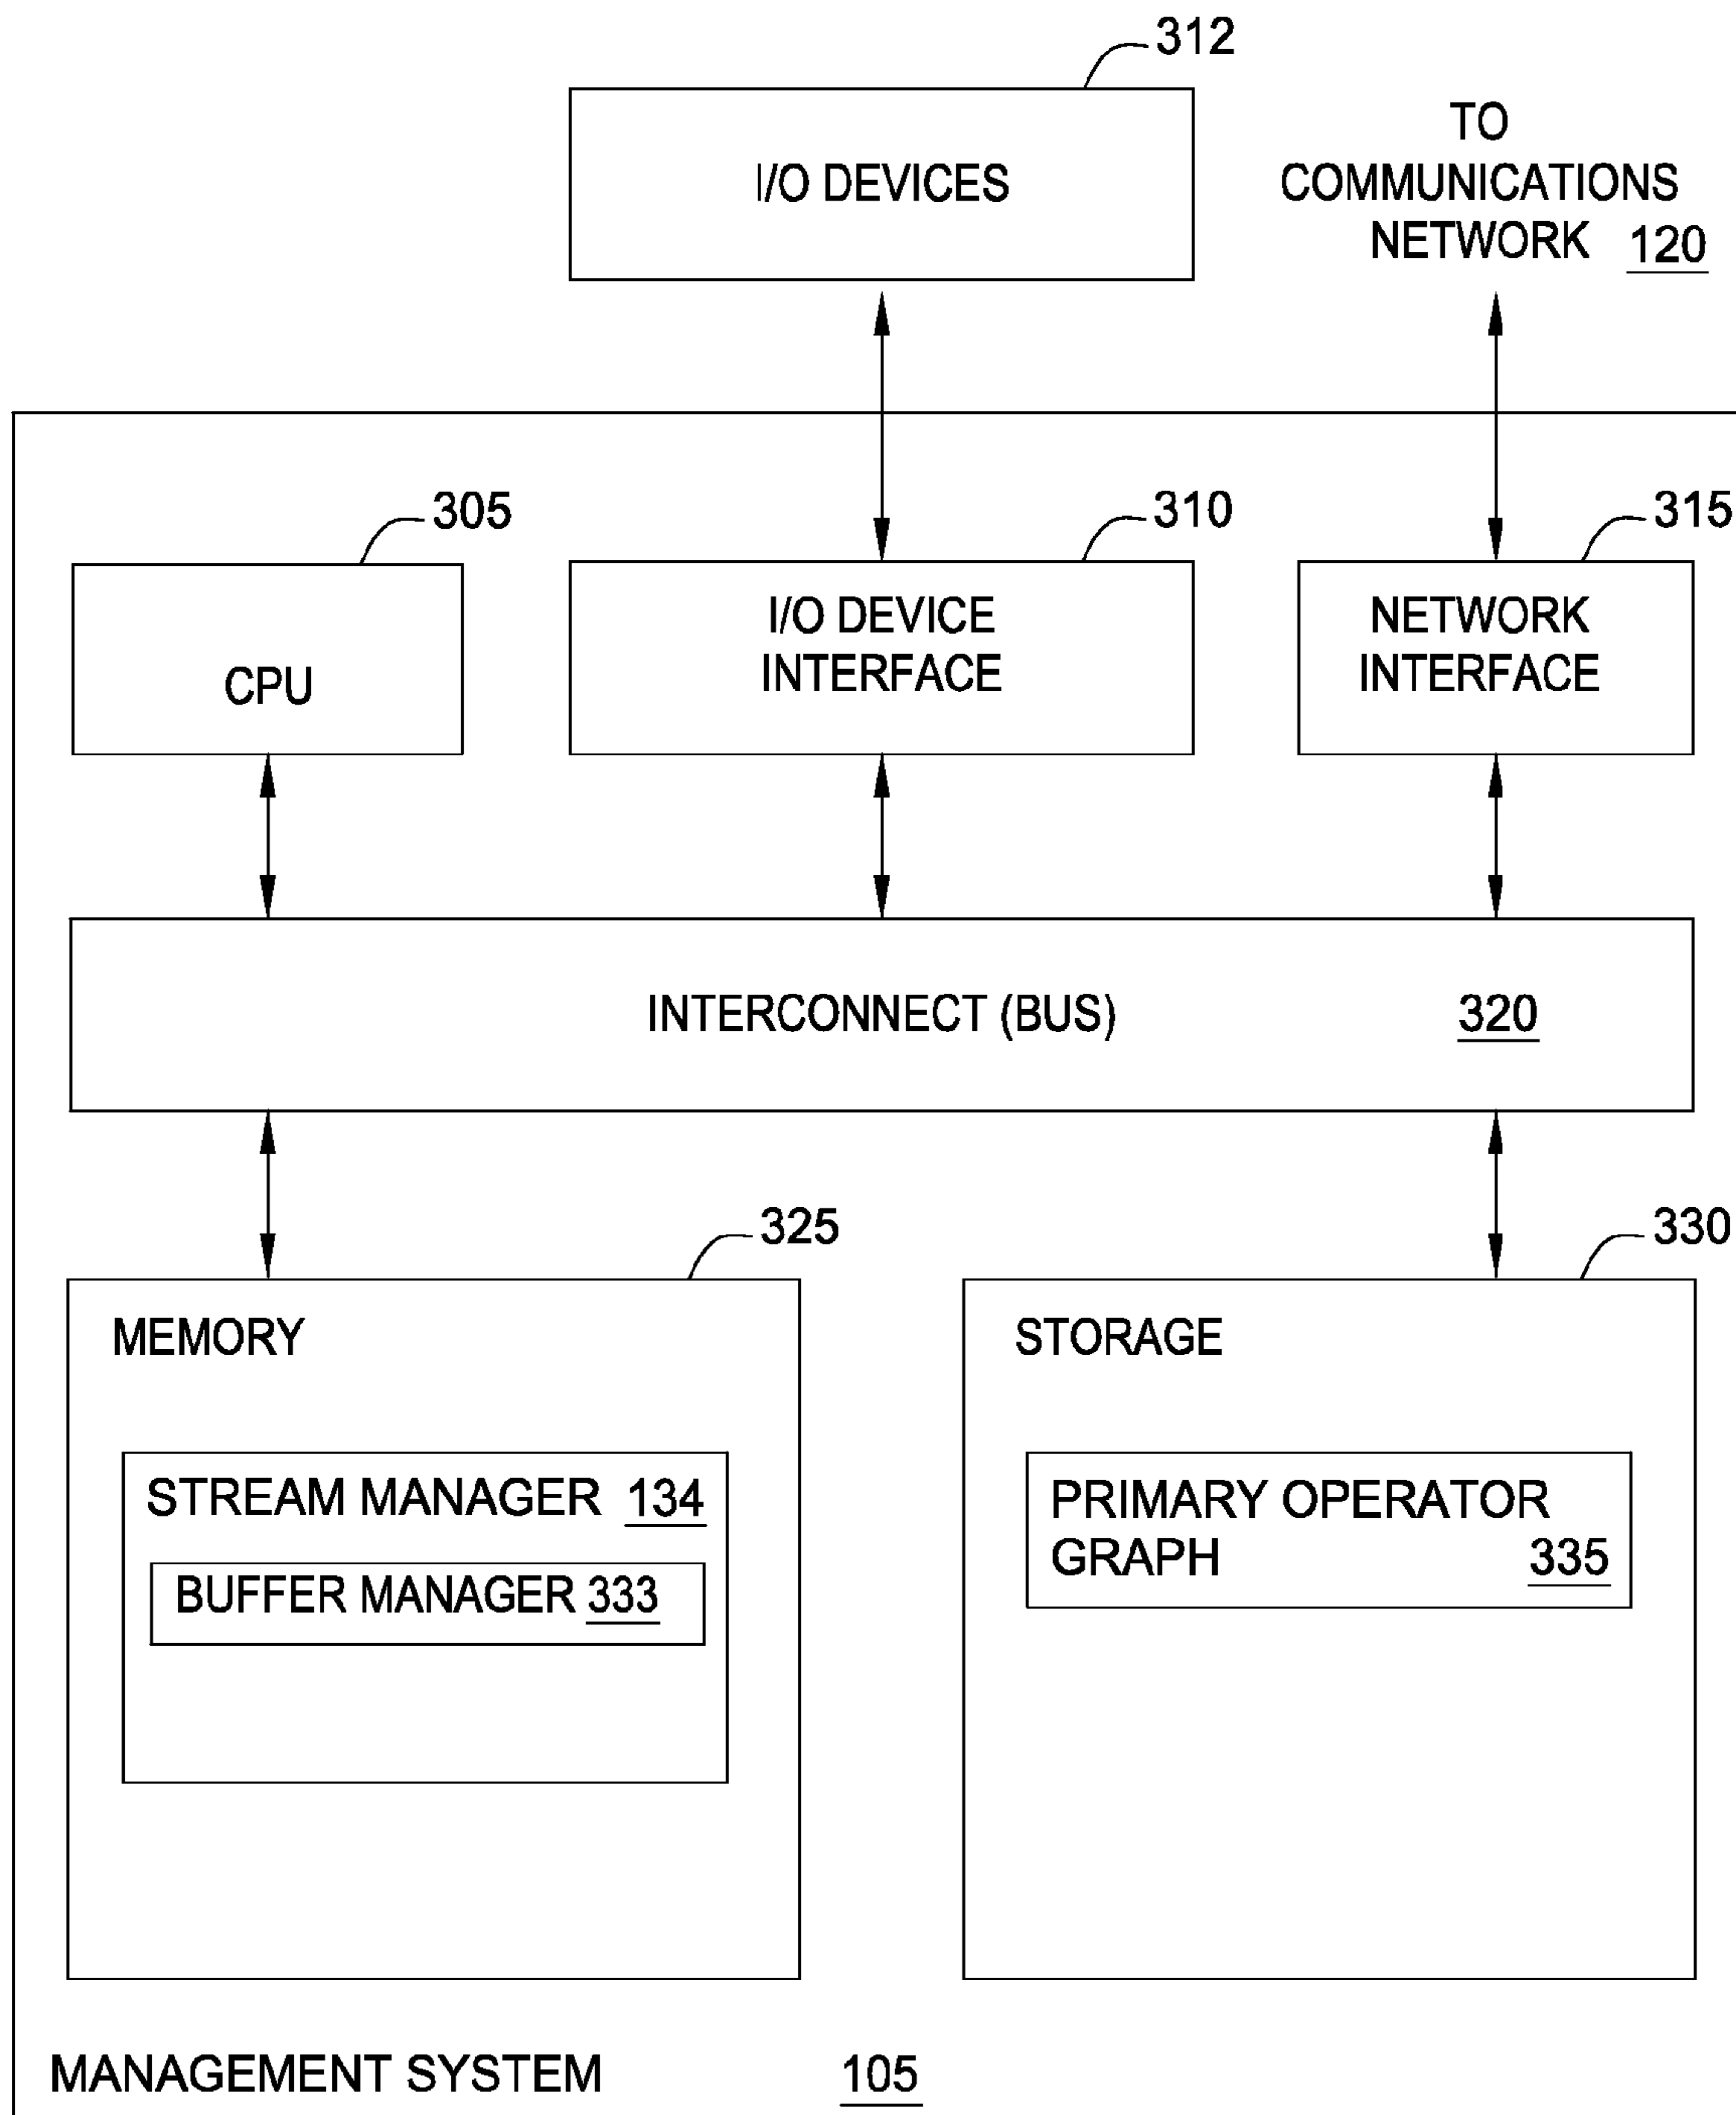 312
I/O DEVICES
TO
COMMUNICATIONS
NETWORK 120
305
310
315
CPU
I/O DEVICE
INTERFACE
NETWORK
INTERFACE
INTERCONNECT (BUS) 320
325
330
MEMORY
STORAGE
STREAM MANAGER 134
BUFFER MANAGER 333
PRIMARY OPERATOR
GRAPH 335
MANAGEMENT SYSTEM 105